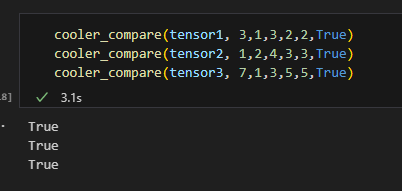 cooler_compare(tensor1, 3,1,3,2,2,True)
cooler_compare(tensor2, 1,2,4,3,3,True)
cooler_compare(tensor3, 7,1,3,5,5,True)
8] ✓ 3.1s
True
True
True